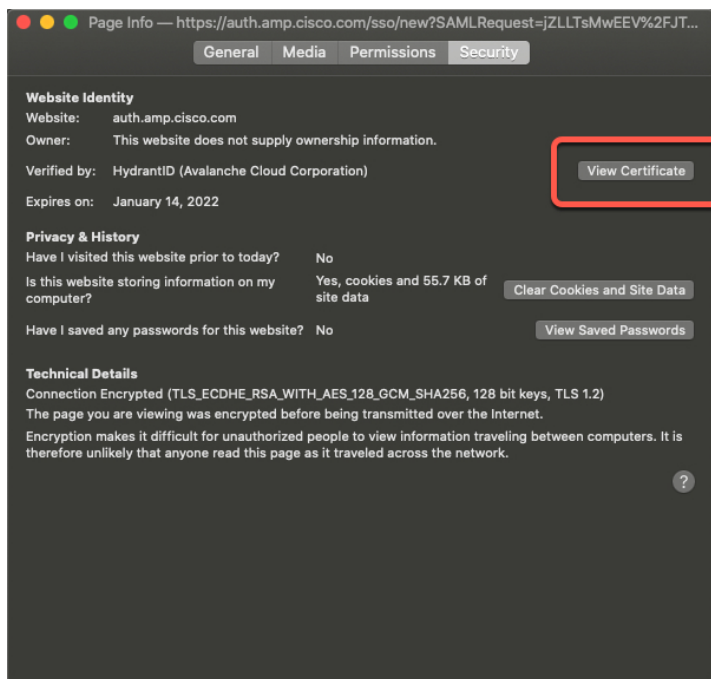 Page Info — https://auth.amp.cisco.com/sso/new?SAMLRequest=jZLLTsMwEEV%2FJT...
General Media Permissions Security
Website Identity
Website: auth.amp.cisco.com
Owner: This website does not supply ownership information.
Verified by: HydrantID (Avalanche Cloud Corporation) View Certificate
Expires on: January 14, 2022
Privacy & History
Have I visited this website prior to today? No
Is this website storing information on my computer? Yes, cookies and 55.7 KB of site data Clear Cookies and Site Data
Have I saved any passwords for this website? No View Saved Passwords
Technical Details
Connection Encrypted (TLS_ECDHE_RSA_WITH_AES_128_GCM_SHA256, 128 bit keys, TLS 1.2)
The page you are viewing was encrypted before being transmitted over the Internet.
Encryption makes it difficult for unauthorized people to view information traveling between computers. It is
therefore unlikely that anyone read this page as it traveled across the network.
?